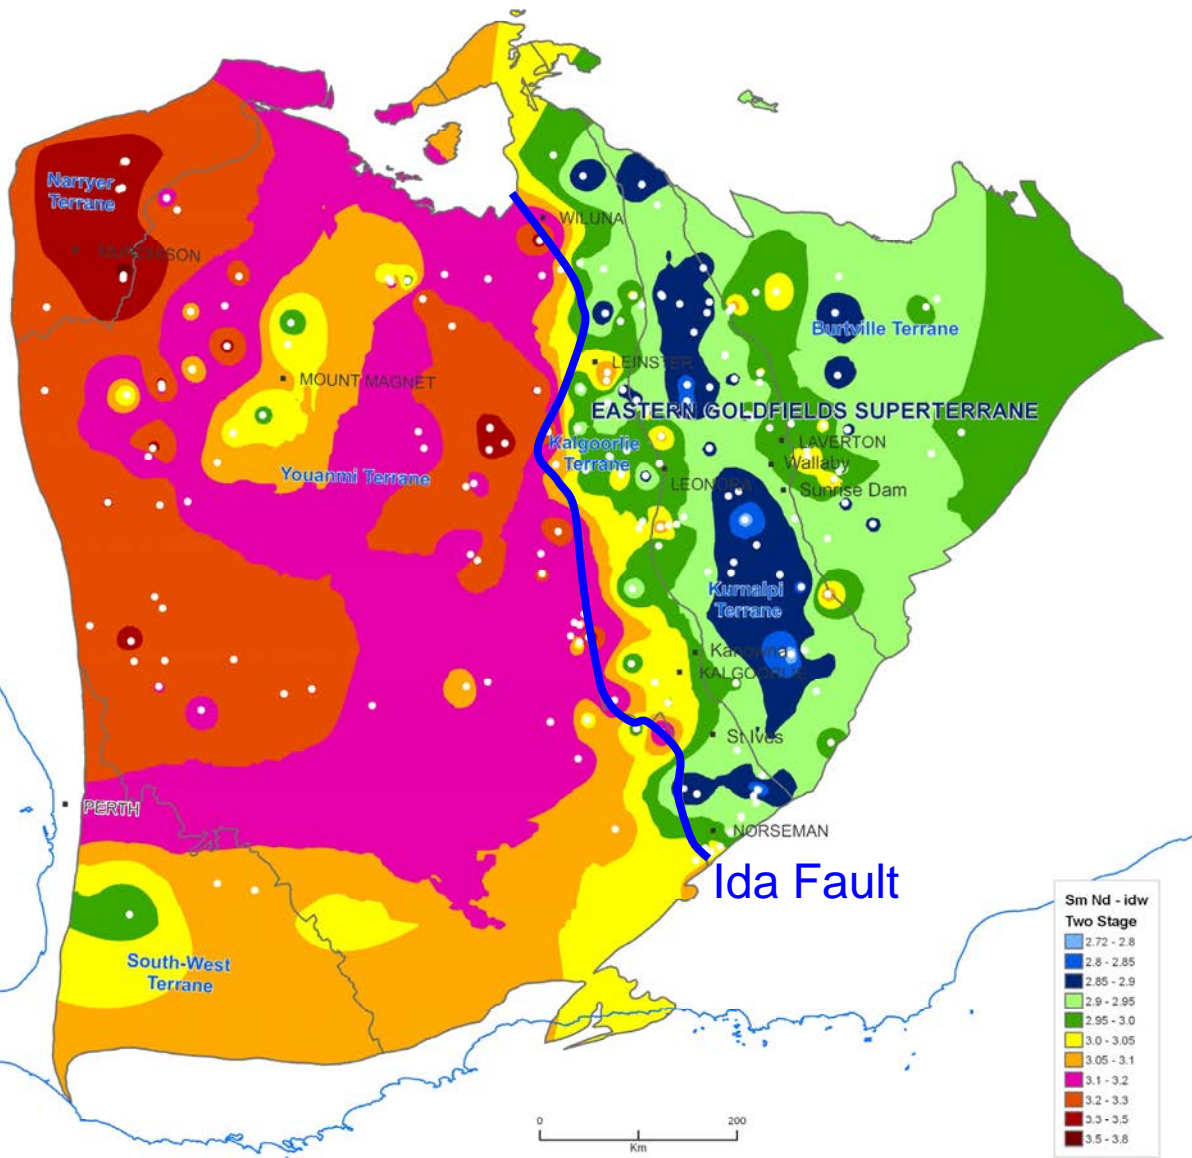 Narryer
Terrane
MURCHISON
WILUNA
LEINSTER
Burtville Terrane
MOUNT MAGNET
EASTERN GOLDFIELDS SUPERTERRANE
Kalgoorlie
Terrane
LAVERTON
Wallaby
Youanmi Terrane
LEONORA
Sunrise Dam
Kurnalpi
Terrane
Kanowna
KALGOORLIE
St Ives
PERTH
NORSEMAN
Ida Fault
South-West
Terrane
Sm Nd - idw
Two Stage
2.72 - 2.8
2.8 - 2.85
2.85 - 2.9
2.9 - 2.95
2.95 - 3.0
3.0 - 3.05
3.05 - 3.1
3.1 - 3.2
3.2 - 3.3
3.3 - 3.5
3.5 - 3.8
0 200
Km